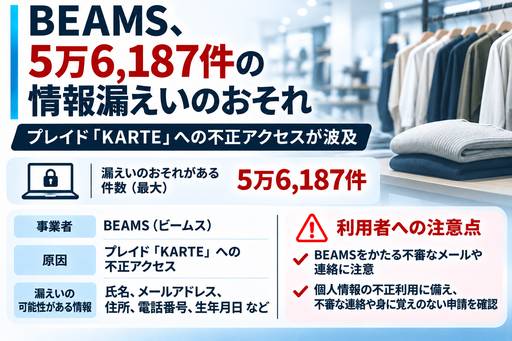 BEAMS、
5万6,187件の
情報漏えいのおそれ
プレイド「KARTE」への不正アクセスが波及
漏えいのおそれがある
件数(最大)
5万6,187件
事業者
BEAMS(ビームス)
原因
プレイド「KARTE」への
不正アクセス
漏えいの
可能性がある情報
氏名、メールアドレス、
住所、電話番号、生年月日 など
利用者への注意点
BEAMSをかたる不審なメールや
連絡に注意
個人情報の不正利用に備え、
不審な連絡や身に覚えのない申請を確認